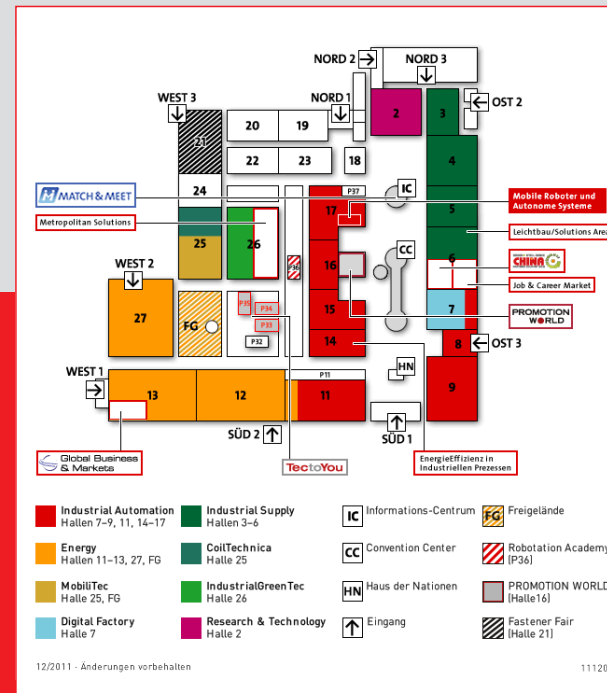 NORD 2
NORD 3
WEST 3
NORD 1
OST 2
2
3
20
19
21
4
22
23
18
24
P37
IC
MATCH & MEET
17
5
Mobile Roboter und
Autonome Systeme
Metropolitan Solutions
25
26
CC
Leichtbau/Solutions Area
6
WEST 2
P36
16
CHINA
Job & Career Market
27
P35
P34
15
7
PROMOTION
WORLD
FG
P33
P32
14
8
OST 3
WEST 1
P11
HN
9
13
12
11
SÜD 2
SÜD 1
Global Business
& Markets
TectoYou
EnergieEffizienz in
Industriellen Prezessen
Industrial Automation
Hallen 7–9, 11, 14–17
Industrial Supply
Hallen 3–6
IC Informations-Centrum
FG Freigelände
Energy
Hallen 11–13, 27, FG
CoilTechnica
Halle 25
CC Convention Center
Robotation Academy
(P36)
MobiliTec
Halle 25, FG
IndustrialGreenTec
Halle 26
HN Haus der Nationen
PROMOTION WORLD
(Halle16)
Digital Factory
Halle 7
Research & Technology
Halle 2
Eingang
Fastener Fair
(Halle 21)
12/2011 - Änderungen vorbehalten
11120